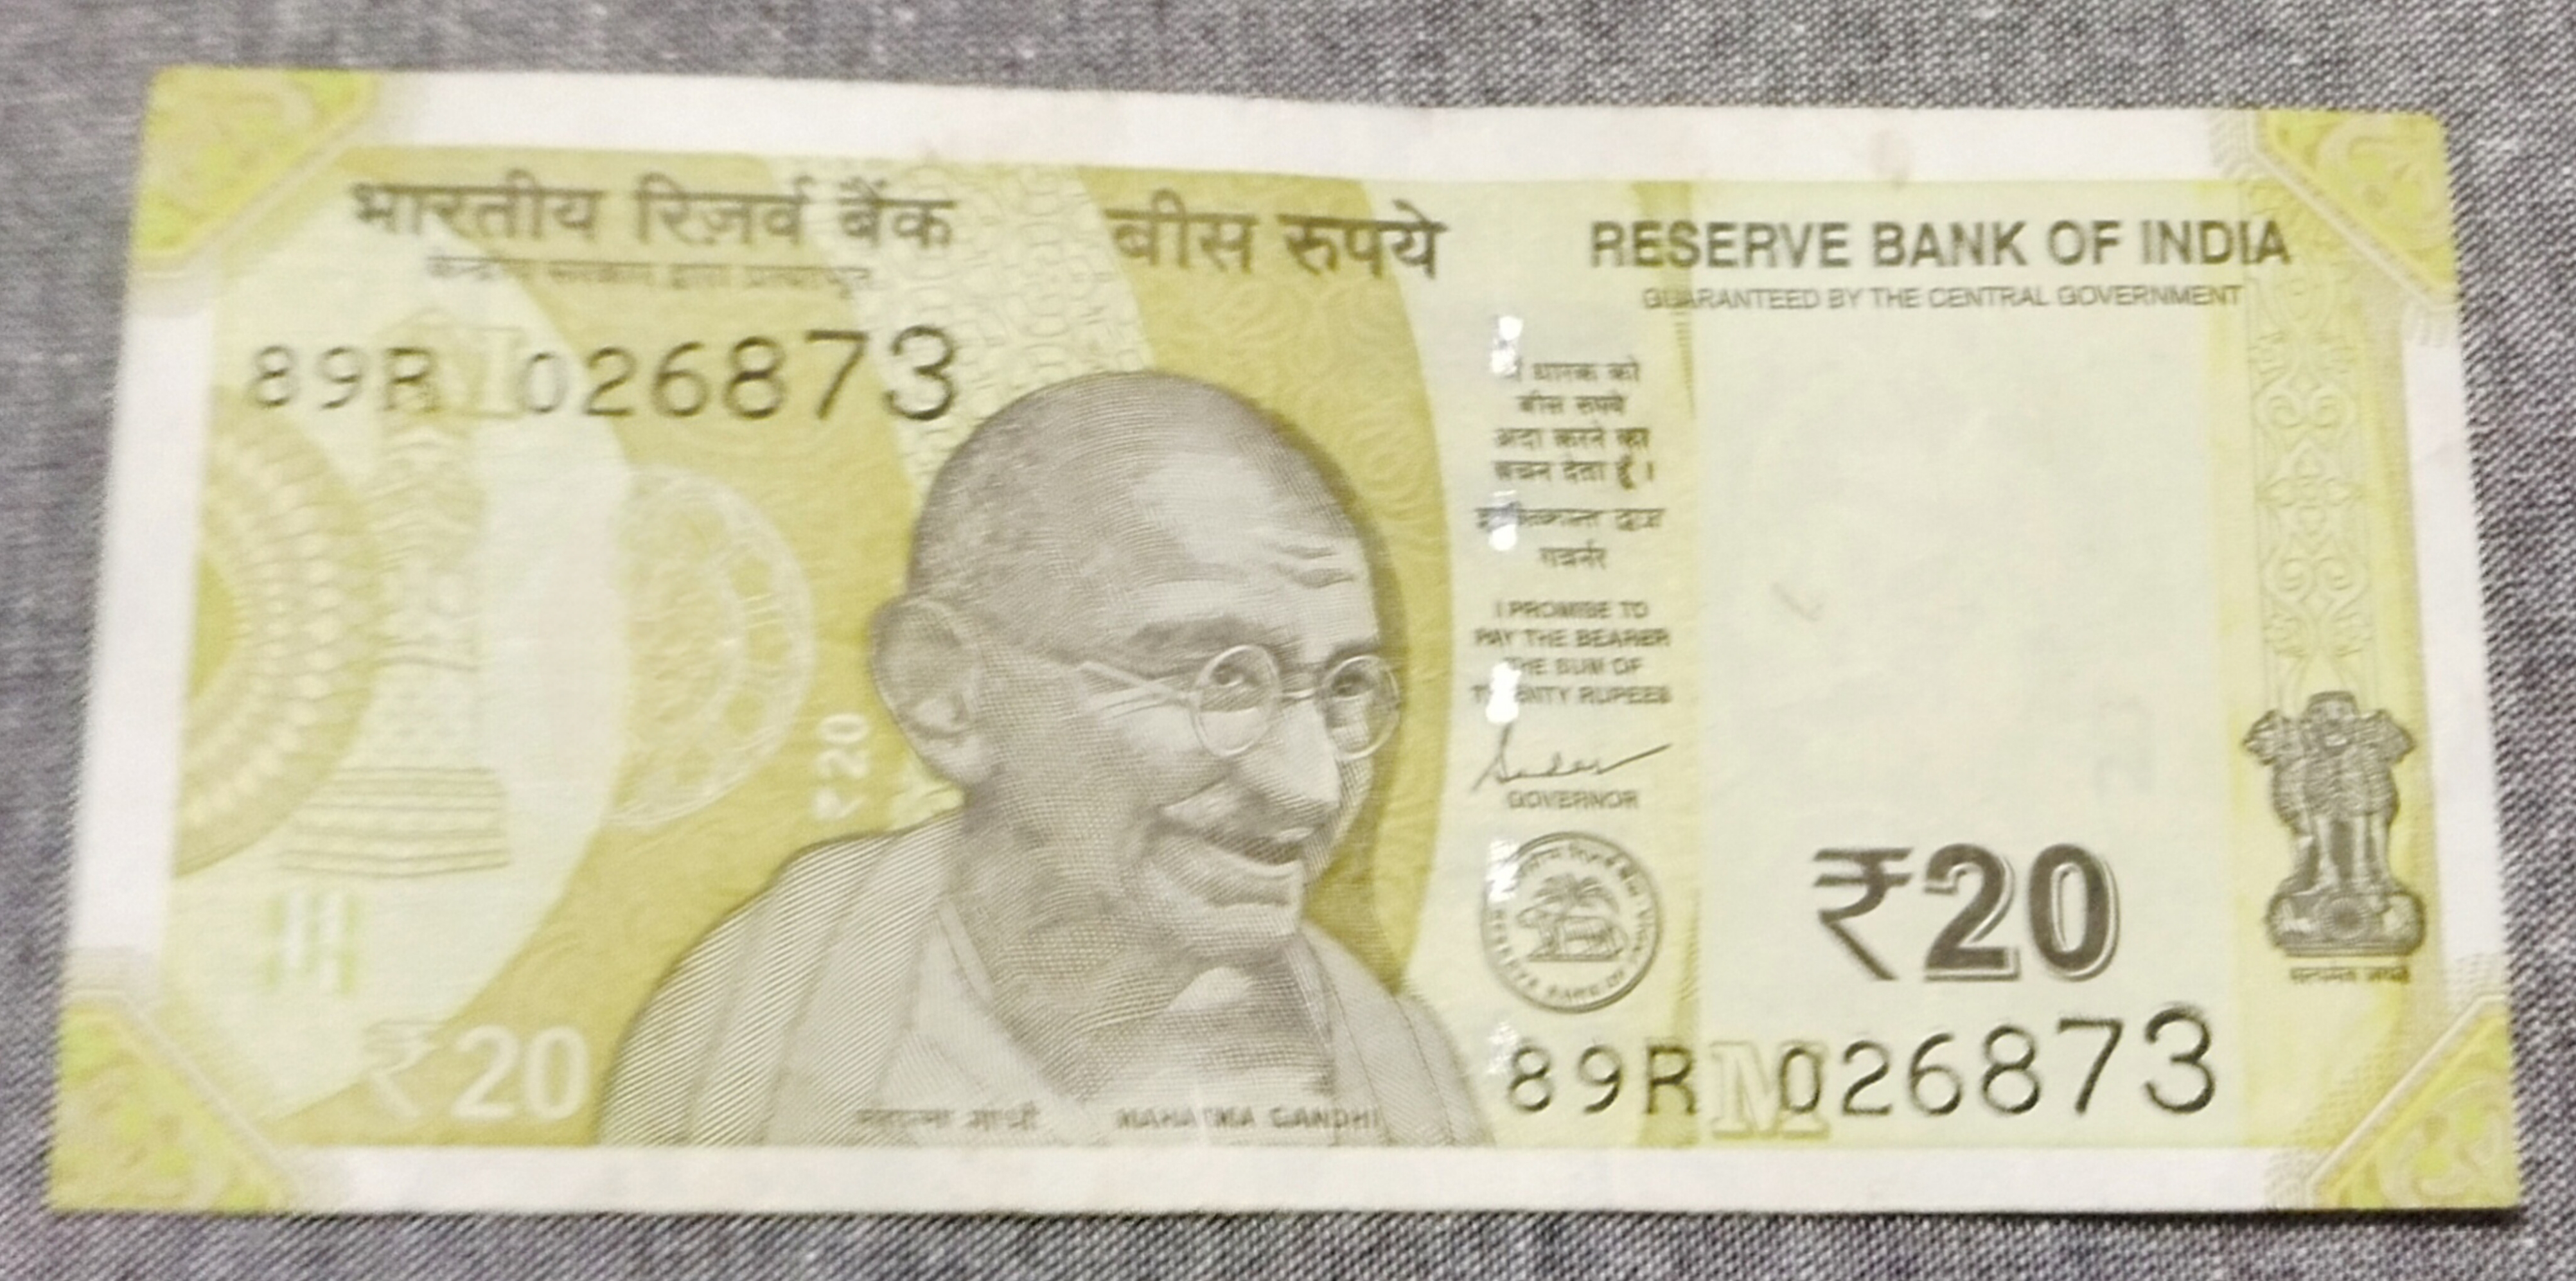 भारतीय रिज़र्व बैंक
केन्द्रीय सरकार द्वारा प्रत्याभूत
बीस रुपये
RESERVE BANK OF INDIA
GUARANTEED BY THE CENTRAL GOVERNMENT
89R 026873
धारक को
बीस रुपये
अदा करने का
वचन देता हूँ ।
शक्तिकान्त दास
गवर्नर
I PROMISE TO
PAY THE BEARER
THE SUM OF
TWENTY RUPEES
GOVERNOR
₹20
₹20
₹20
M
89R 026873
महात्मा गांधी MAHATMA GANDHI
सत्यमेव जयते